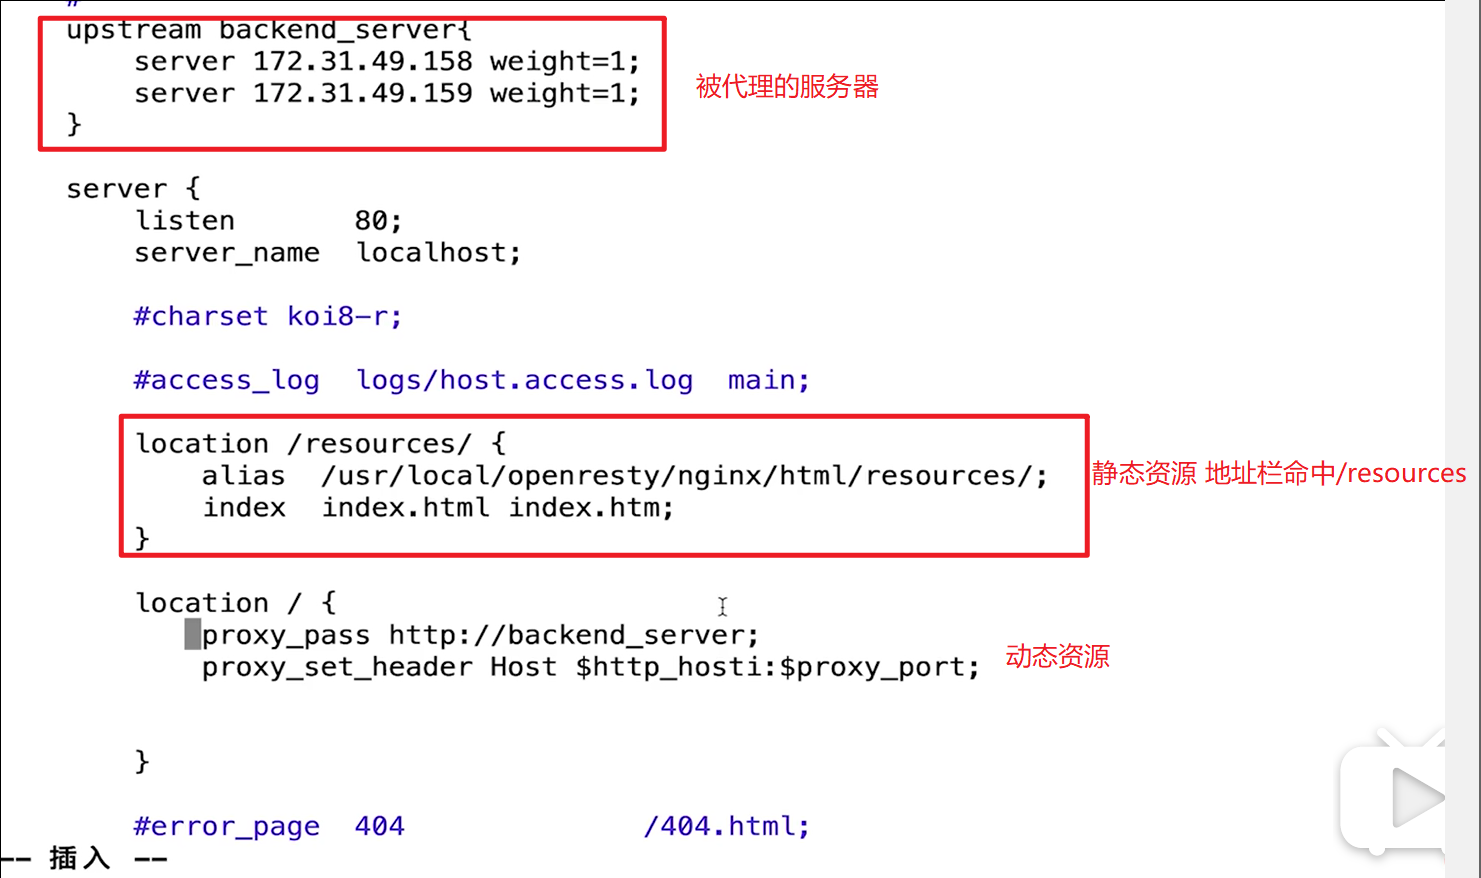 upstream backend_server{
server 172.31.49.158 weight=1;
server 172.31.49.159 weight=1;
}
被代理的服务器
server {
listen 80;
server_name localhost;
#charset koi8-r;
#access_log logs/host.access.log main;
location /resources/ {
alias /usr/local/openresty/nginx/html/resources/;
index index.html index.htm;
}
静态资源 地址栏命中/resources
location / {
proxy_pass http://backend_server;
proxy_set_header Host $http_hosti:$proxy_port;
动态资源
}
#error_page 404 /404.html;
-- 插入 --